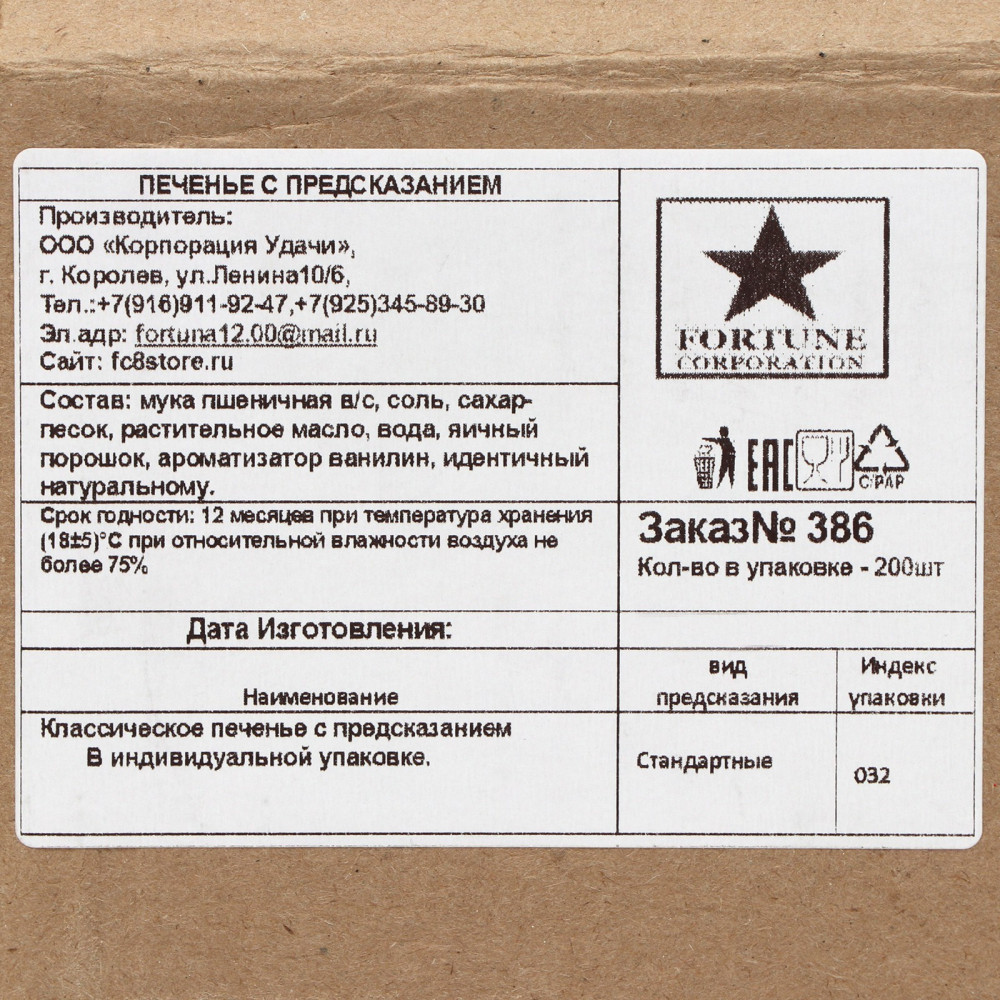 ПЕЧЕНЬЕ С ПРЕДСКАЗАНИЕМ
Производитель:
ООО «Корпорация Удачи»,
г. Королев, ул.Ленина10/6,
Тел.:+7(916)911-92-47,+7(925)345-89-30
Эл.адр: fortuna12.00@mail.ru
Сайт: fc8store.ru
FORTUNE
CORPORATION
Состав: мука пшеничная в/с, соль, сахар-
песок, растительное масло, вода, яичный
порошок, ароматизатор ванилин, идентичный
натуральному.
EAC
C/PAP
Срок годности: 12 месяцев при температура хранения
(18±5)°С при относительной влажности воздуха не
более 75%
Заказ№ 386
Кол-во в упаковке - 200шт
Дата Изготовления:
Наименование
вид
предсказания
Индекс
упаковки
Классическое печенье с предсказанием
В индивидуальной упаковке.
Стандартные
032